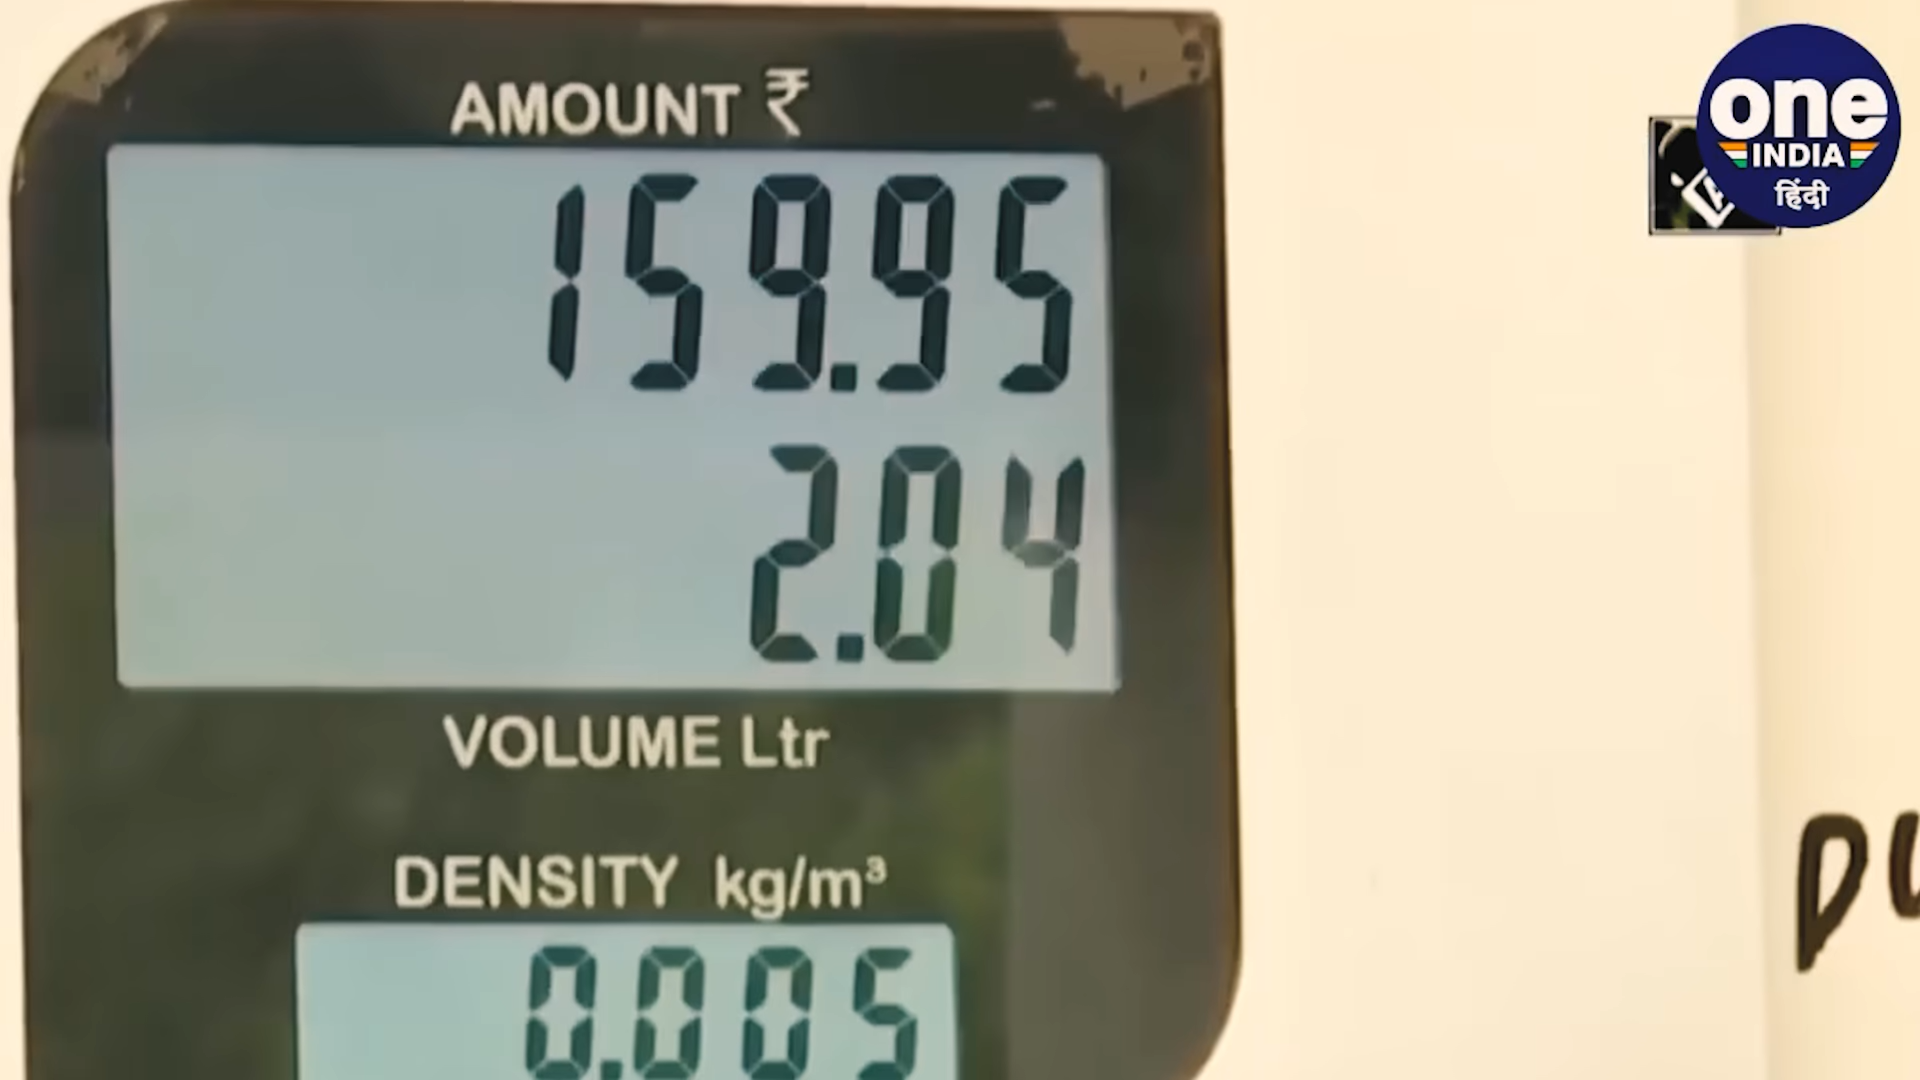 AMOUNT ₹
159.95
2.04
VOLUME Ltr
DENSITY kg/m³
0.005
one
INDIA
हिंदी